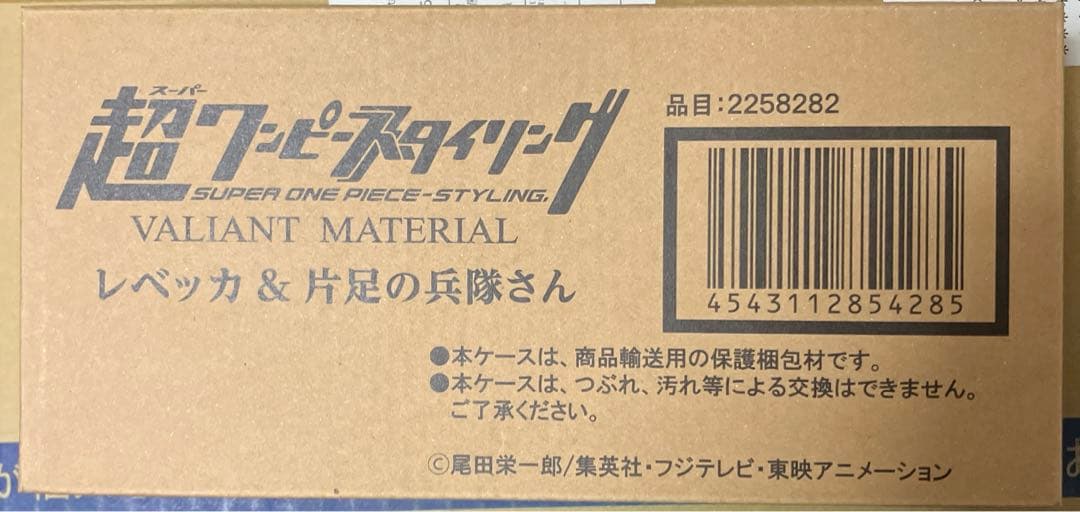 スーパー
超ワンピーススタイリング
SUPER ONE PIECE-STYLING.
VALIANT MATERIAL
レベッカ & 片足の兵隊さん
品目:2258282
4543112854285
●本ケースは、商品輸送用の保護梱包材です。
●本ケースは、つぶれ、汚れ等による交換はできません。
ご了承ください。
©尾田栄一郎/集英社・フジテレビ・東映アニメーション